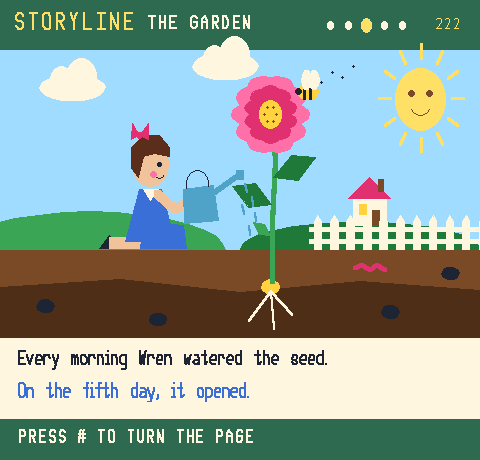 STORYLINE THE GARDEN 222
Every morning Wren watered the seed.
On the fifth day, it opened.
PRESS # TO TURN THE PAGE